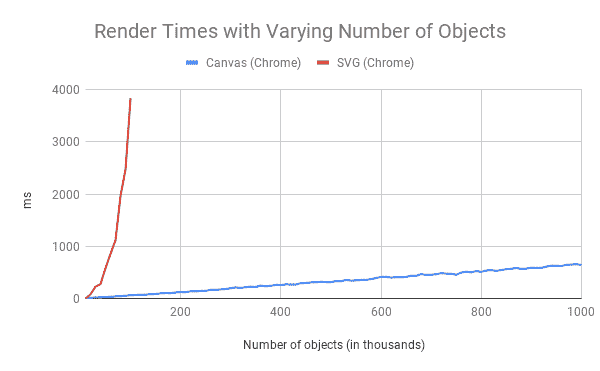 Render Times with Varying Number of Objects
Canvas (Chrome) SVG (Chrome)
4000
3000
2000
1000
0
ms
200 400 600 800 1000
Number of objects (in thousands)